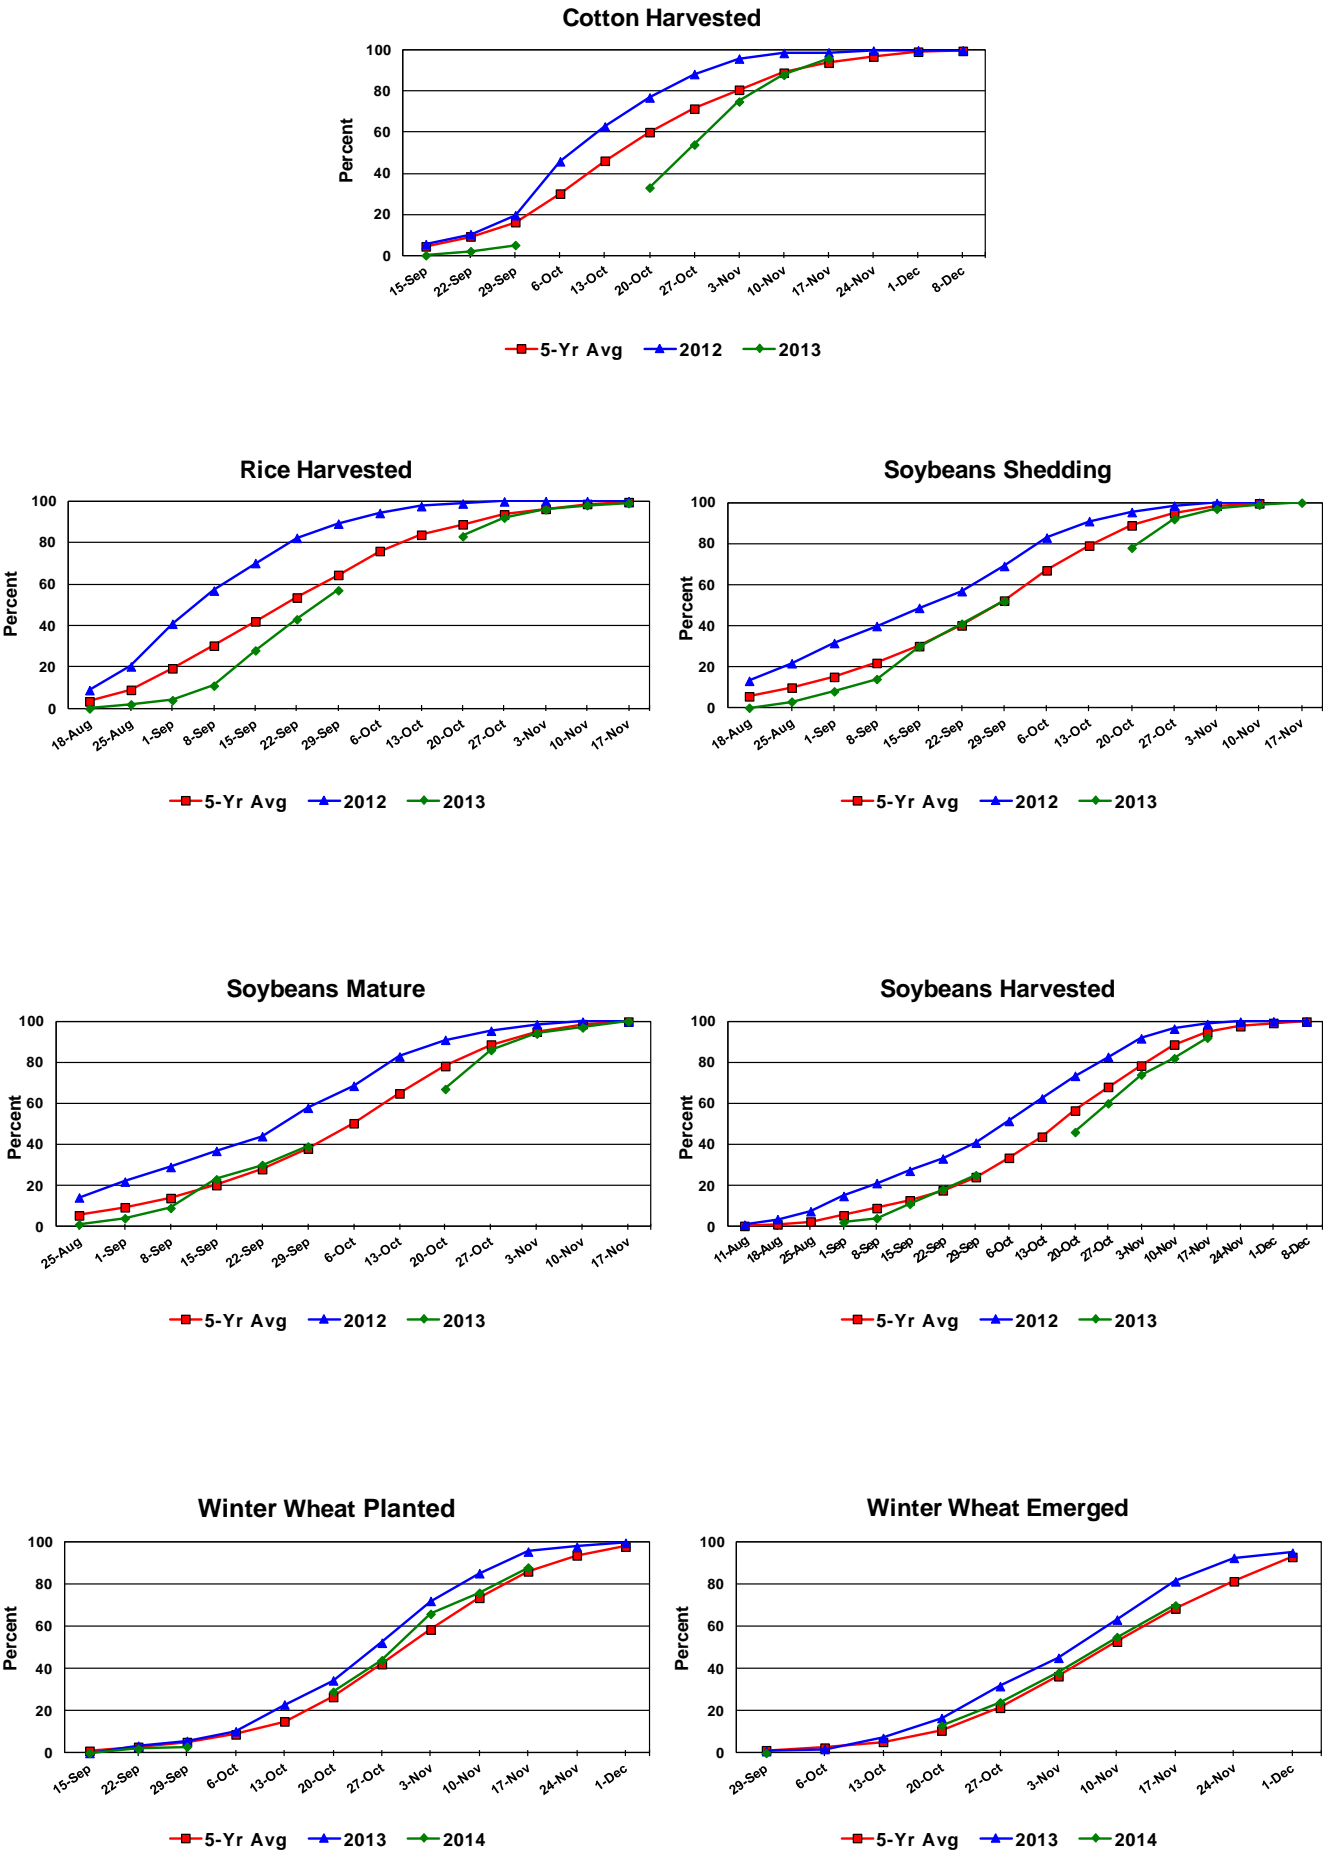 Cotton Harvested
Percent
100
80
60
40
20
0
15-Sep 22-Sep 29-Sep 6-Oct 13-Oct 20-Oct 27-Oct 3-Nov 10-Nov 17-Nov 24-Nov 1-Dec 8-Dec
5-Yr Avg 2012 2013
Rice Harvested
Percent
100
80
60
40
20
0
18-Aug 25-Aug 1-Sep 8-Sep 15-Sep 22-Sep 29-Sep 6-Oct 13-Oct 20-Oct 27-Oct 3-Nov 10-Nov 17-Nov
5-Yr Avg 2012 2013
Soybeans Shedding
Percent
100
80
60
40
20
0
18-Aug 25-Aug 1-Sep 8-Sep 15-Sep 22-Sep 29-Sep 6-Oct 13-Oct 20-Oct 27-Oct 3-Nov 10-Nov 17-Nov
5-Yr Avg 2012 2013
Soybeans Mature
Percent
100
80
60
40
20
0
25-Aug 1-Sep 8-Sep 15-Sep 22-Sep 29-Sep 6-Oct 13-Oct 20-Oct 27-Oct 3-Nov 10-Nov 17-Nov
5-Yr Avg 2012 2013
Soybeans Harvested
Percent
100
80
60
40
20
0
11-Aug 18-Aug 25-Aug 1-Sep 8-Sep 15-Sep 22-Sep 29-Sep 6-Oct 13-Oct 20-Oct 27-Oct 3-Nov 10-Nov 17-Nov 24-Nov 1-Dec 8-Dec
5-Yr Avg 2012 2013
Winter Wheat Planted
Percent
100
80
60
40
20
0
15-Sep 22-Sep 29-Sep 6-Oct 13-Oct 20-Oct 27-Oct 3-Nov 10-Nov 17-Nov 24-Nov 1-Dec
5-Yr Avg 2013 2014
Winter Wheat Emerged
Percent
100
80
60
40
20
0
29-Sep 6-Oct 13-Oct 20-Oct 27-Oct 3-Nov 10-Nov 17-Nov 24-Nov 1-Dec
5-Yr Avg 2013 2014